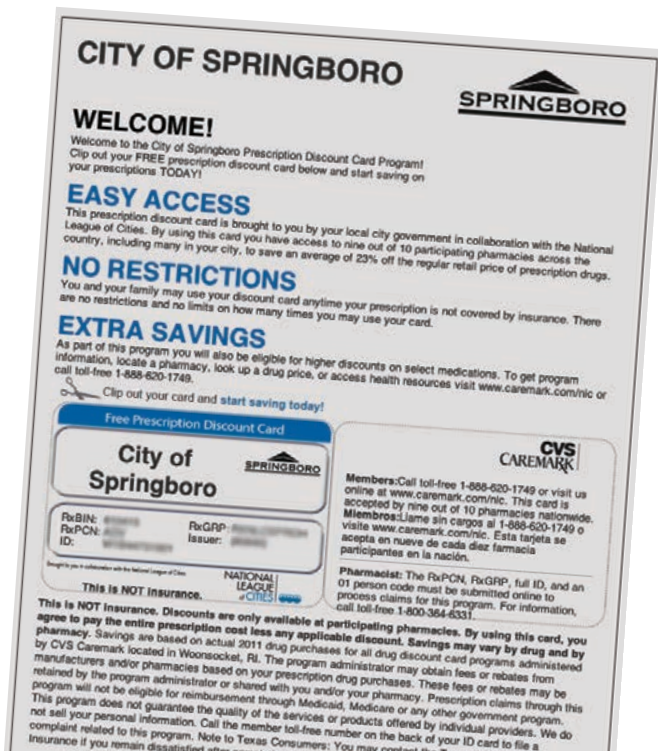 CITY OF SPRINGBORO
SPRINGBORO
WELCOME!
Welcome to the City of Springboro Prescription Discount Card Program!
Clip out your FREE prescription discount card below and start saving on
your prescriptions TODAY!
EASY ACCESS
This prescription discount card is brought to you by your local city government in collaboration with the National
League of Cities. By using this card you have access to nine out of 10 participating pharmacies across the
country, including many in your city, to save an average of 23% off the regular retail price of prescription drugs.
NO RESTRICTIONS
You and your family may use your discount card anytime your prescription is not covered by insurance. There
are no restrictions and no limits on how many times you may use your card.
EXTRA SAVINGS
As part of this program you will also be eligible for higher discounts on select medications. To get program
information, locate a pharmacy, look up a drug price, or access health resources visit www.caremark.com/nlc or
call toll-free 1-888-620-1749.
Clip out your card and start saving today!
Free Prescription Discount Card
City of
Springboro
SPRINGBORO
RxBIN:
RxPCN:
ID:
RxGRP:
Issuer:
Brought to you in collaboration with the National League of Cities
This is NOT Insurance.
NATIONAL
LEAGUE
of CITIES
CVS
CAREMARK
Members:Call toll-free 1-888-620-1749 or visit us
online at www.caremark.com/nlc. This card is
accepted by nine out of 10 pharmacies nationwide.
Miembros:Llame sin cargos al 1-888-620-1749 o
visite www.caremark.com/nlc. Esta tarjeta se
acepta en nueve de cada diez farmacia
participantes en la nación.
Pharmacist: The RxPCN, RxGRP, full ID, and an
01 person code must be submitted online to
process claims for this program. For information,
call toll-free 1-800-364-6331.
This is NOT Insurance. Discounts are only available at participating pharmacies. By using this card, you
agree to pay the entire prescription cost less any applicable discount. Savings may vary by drug and by
pharmacy. Savings are based on actual 2011 drug purchases for all drug discount card programs administered
by CVS Caremark located in Woonsocket, RI. The program administrator may obtain fees or rebates from
manufacturers and/or pharmacies based on your prescription drug purchases. These fees or rebates may be
retained by the program administrator or shared with you and/or your pharmacy. Prescription claims through this
program will not be eligible for reimbursement through Medicaid, Medicare or any other government program.
This program does not guarantee the quality of the services or products offered by individual providers. We do
not sell your personal information. Call the member toll-free number on the back of your ID card to file a
complaint related to this program. Note to Texas Consumers: You may contact the
Insurance if you remain dissatisfied after